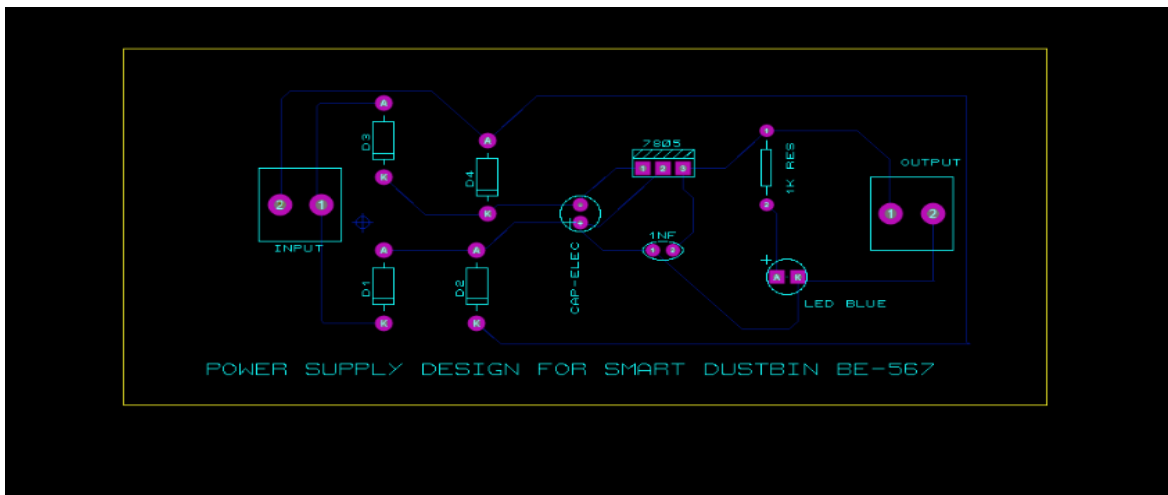 A
7805
D3
A
1
1 2 3
OUTPUT
K
D4
1K RES
2 1
K
2
1 2
INPUT
1NF
A
A
1 2
CAP-ELEC
+
A K
D1
D2
LED BLUE
K
K
POWER SUPPLY DESIGN FOR SMART DUSTBIN BE-567